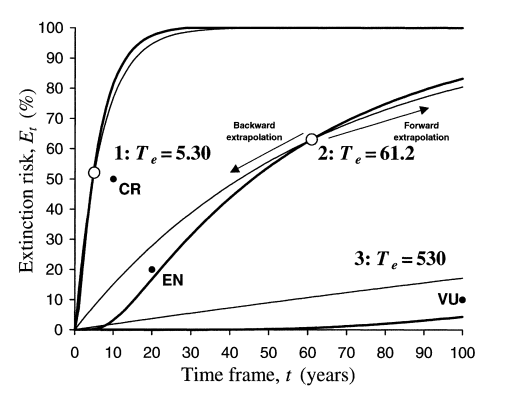 100
90
80
70
60
50
40
30
20
10
0
Extinction risk, E_t (%)
Backward
extrapolation
Forward
extrapolation
1: T_e = 5.30
2: T_e = 61.2
CR
EN
3: T_e = 530
VU
0 10 20 30 40 50 60 70 80 90 100
Time frame, t (years)